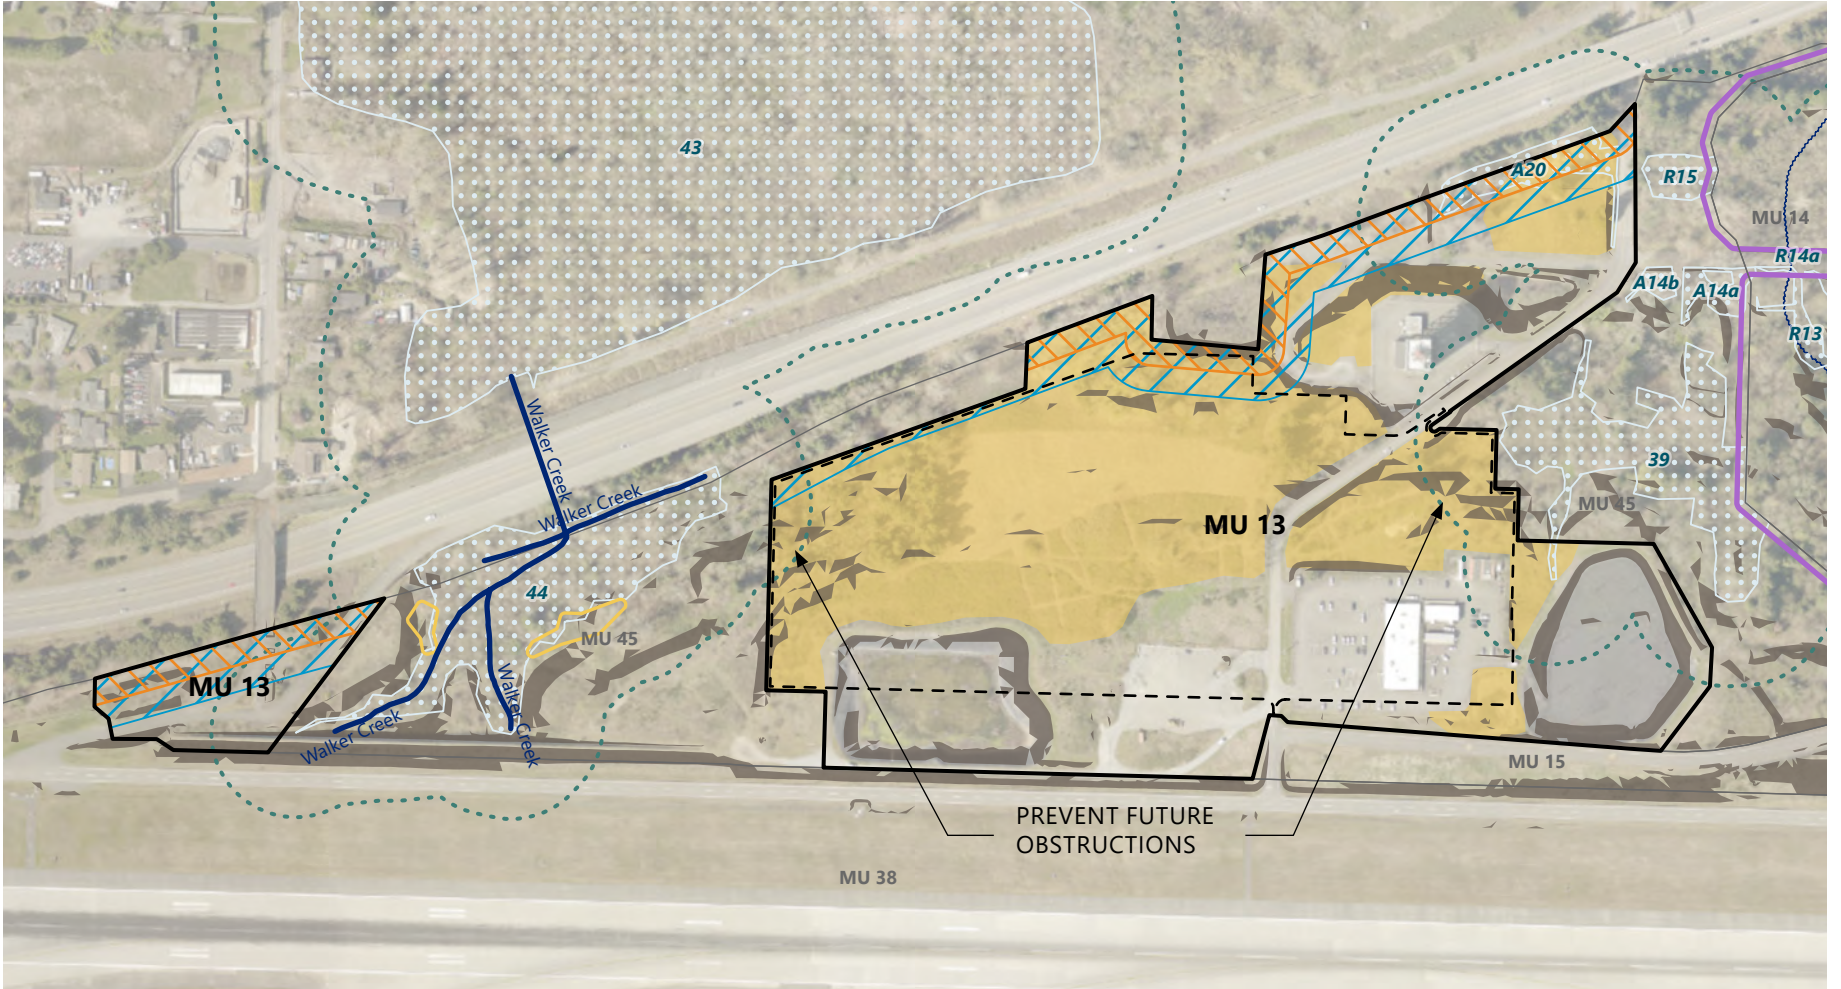 43
A20
R15
MU 14
R14a
A14b
A14a
R13
Walker Creek
Walker Creek
39
MU 45
MU 13
44
MU 45
MU 13
Walker Creek
Walker Creek
MU 15
PREVENT FUTURE
OBSTRUCTIONS
MU 38